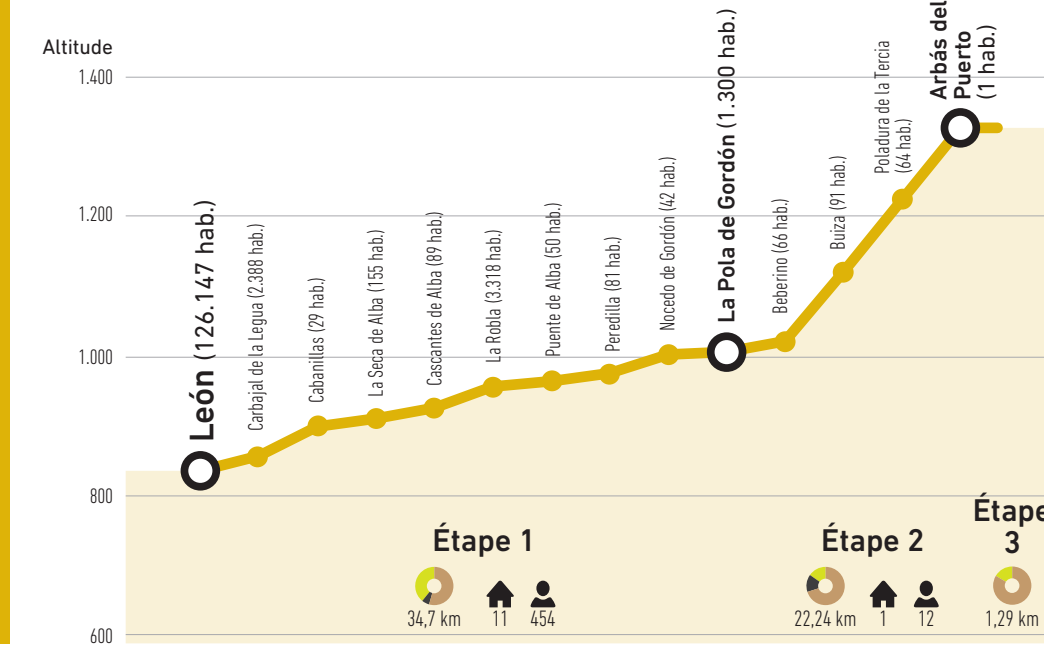 Altitude
1.400
1.200
1.000
800
600
León (126.147 hab.)
Carbajal de la Legua (2.388 hab.)
Cabanillas (29 hab.)
La Seca de Alba (155 hab.)
Cascantes de Alba (89 hab.)
La Robla (3.318 hab.)
Puente de Alba (50 hab.)
Peredilla (81 hab.)
Nocedo de Gordón (42 hab.)
La Pola de Gordón (1.300 hab.)
Beberino (66 hab.)
Buiza (91 hab.)
Poladura de la Tercia
(64 hab.)
Arbás del
Puerto
(1 hab.)
Étape 1
34,7 km
11
454
Étape 2
22,24 km
1
12
Étape
3
1,29 km